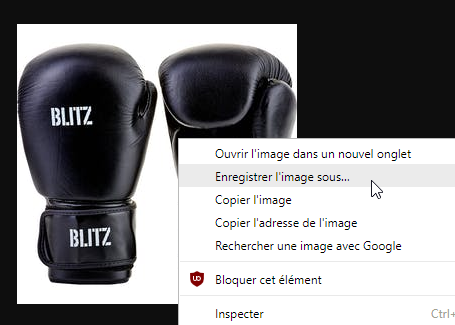 BLITZ
BLITZ
Ouvrir l'image dans un nouvel onglet
Enregistrer l'image sous...
Copier l'image
Copier l'adresse de l'image
Rechercher une image avec Google
Bloquer cet élément
Inspecter Ctrl+